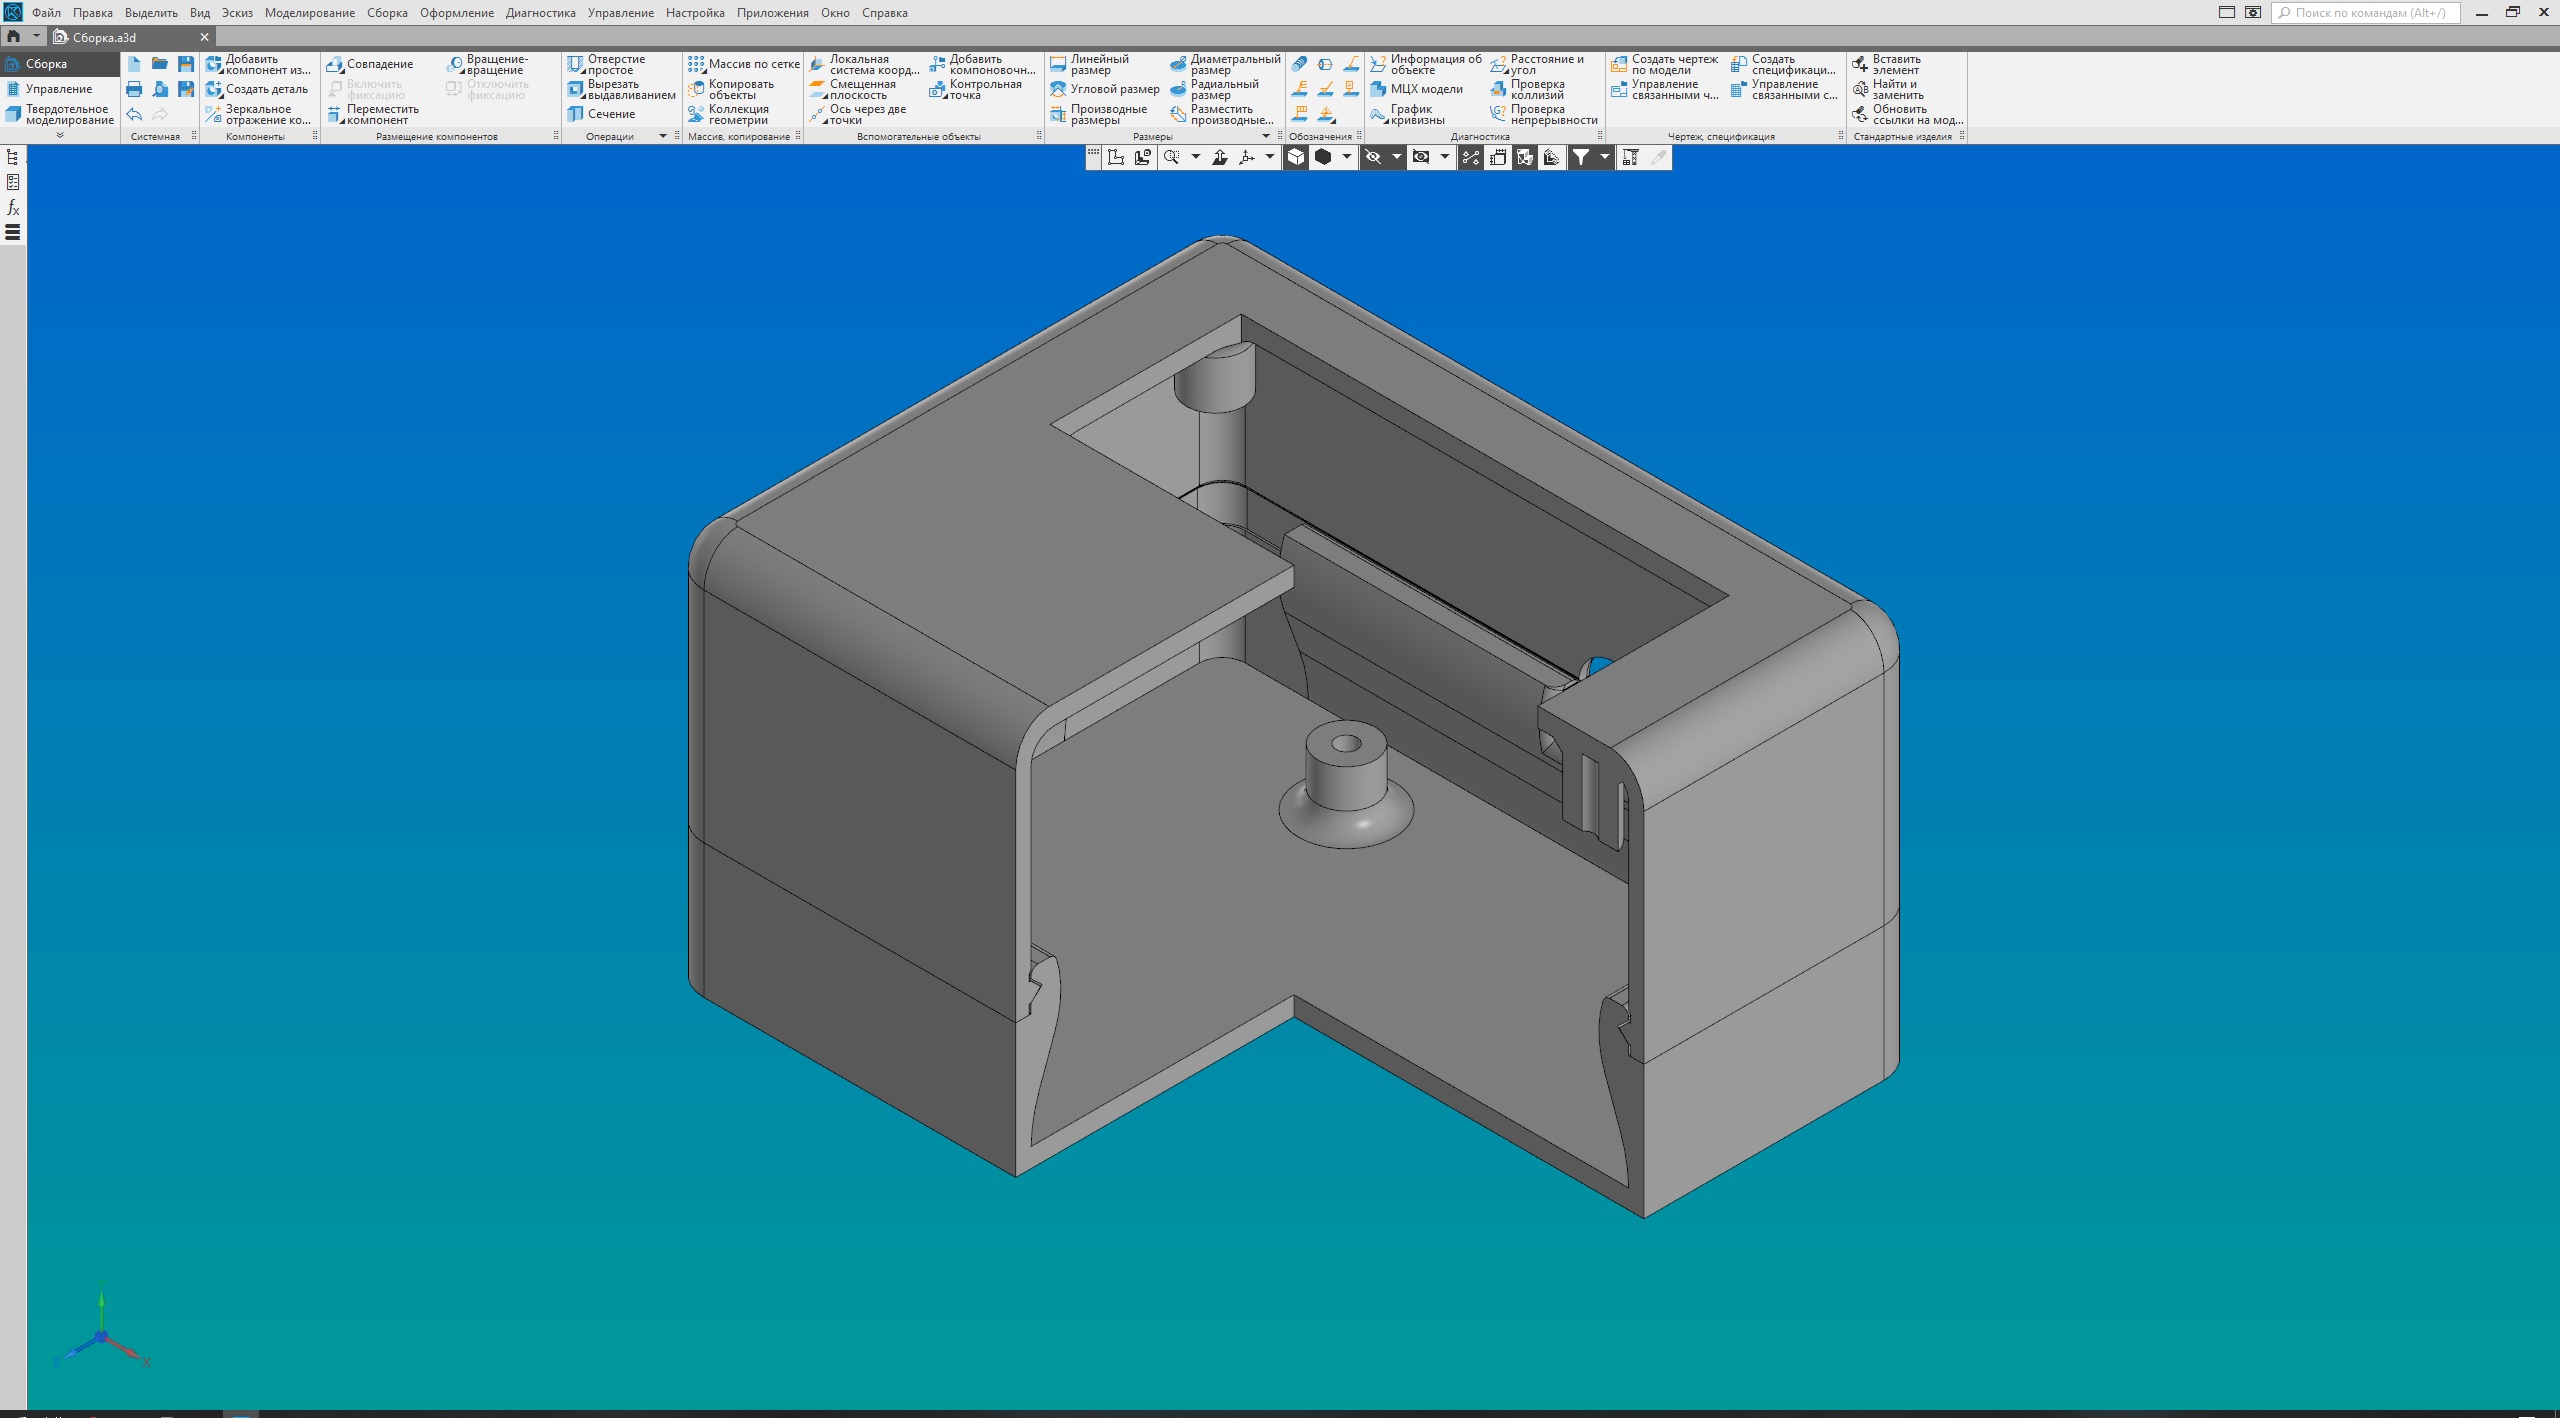 Файл Правка Выделить Вид Эскиз Моделирование Сборка Оформление Диагностика Управление Настройка Приложения Окно Справка
Поиск по командам (Alt+/)
Сборка.a3d
Сборка
Управление
Твердотельное
моделирование
Системная
Добавить
компонент из...
Создать деталь
Зеркальное
отражение ко...
Компоненты
Совпадение
Включить
фиксацию
Переместить
компонент
Вращение-
вращение
Отключить
фиксацию
Размещение компонентов
Отверстие
простое
Вырезать
выдавливанием
Сечение
Операции
Массив по сетке
Копировать
объекты
Коллекция
геометрии
Массив, копирование
Локальная
система коорд...
Смещенная
плоскость
Ось через две
точки
Добавить
компоновочн...
Контрольная
точка
Вспомогательные объекты
Линейный
размер
Угловой размер
Производные
размеры
Диаметральный
размер
Радиальный
размер
Разместить
производные...
Размеры
Обозначения
Информация об
объекте
МЦХ модели
График
кривизны
Расстояние и
угол
Проверка
коллизий
Проверка
непрерывности
Диагностика
Создать чертеж
по модели
Управление
связанными ч...
Создать
спецификаци...
Управление
связанными с...
Чертеж, спецификация
Вставить
элемент
Найти и
заменить
Обновить
ссылки на мод...
Стандартные изделия
fx
Y
Z
X